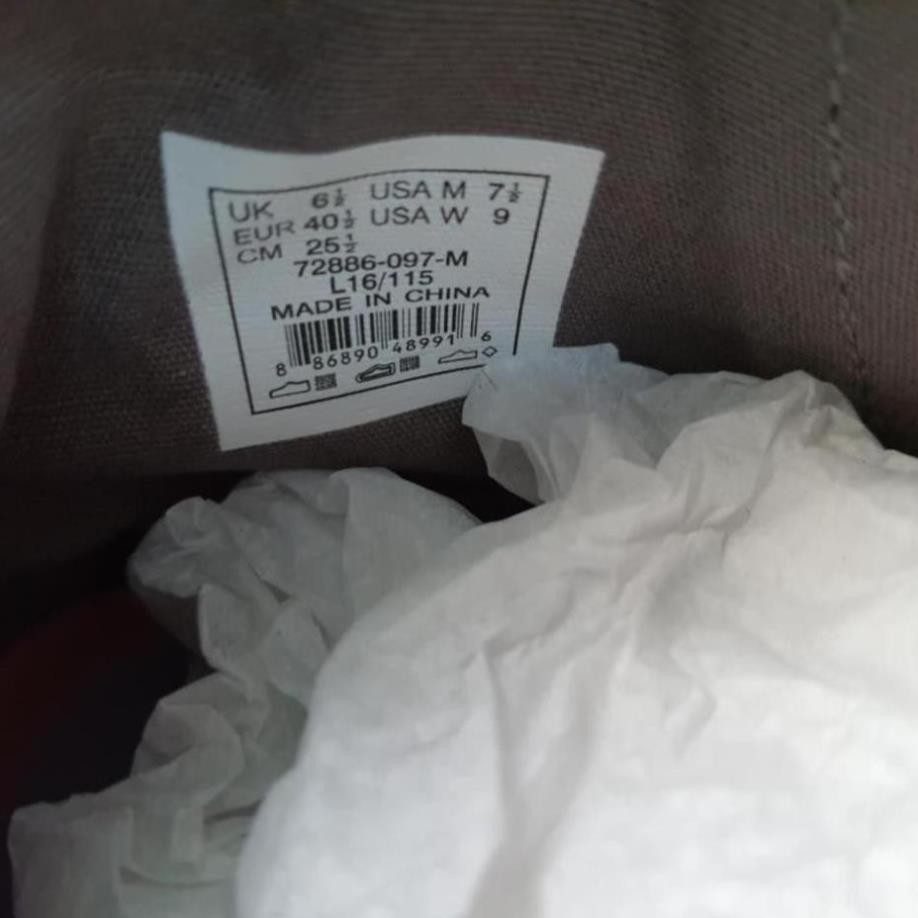 UK 6½ USA M 7½
EUR 40½ USA W 9
CM 25½
72886-097-M
L16/115
MADE IN CHINA
8 86890 48991 6